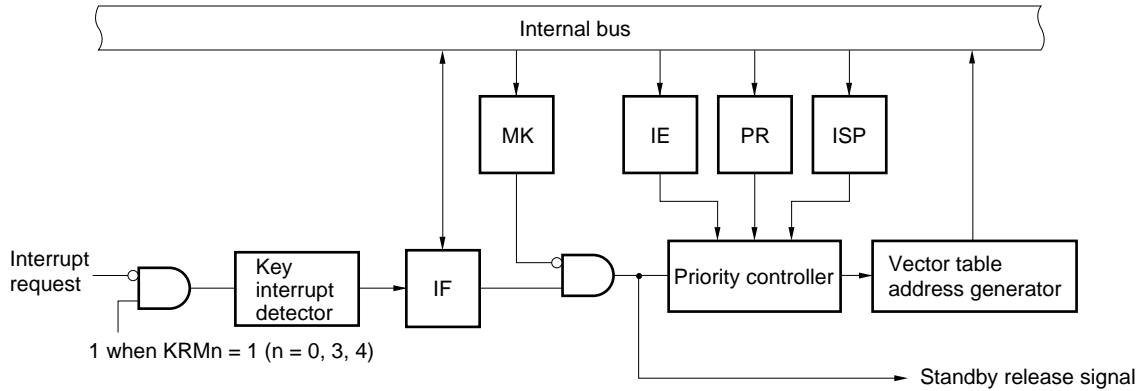 Internal bus
MK
IE
PR
ISP
Interrupt
request
Key
interrupt
detector
IF
Priority controller
Vector table
address generator
1 when KRMn = 1 (n = 0, 3, 4)
Standby release signal